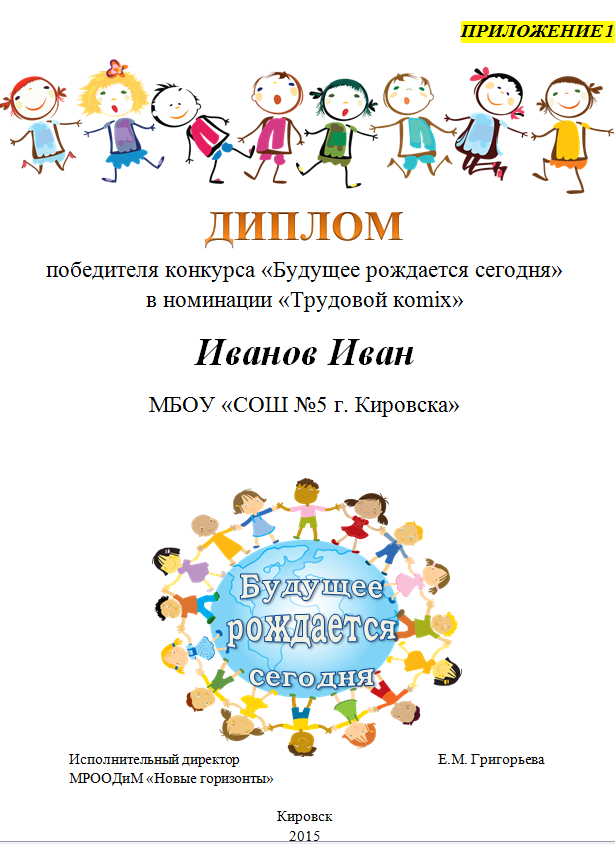 ПРИЛОЖЕНИЕ 1
ДИПЛОМ
победителя конкурса «Будущее рождается сегодня»
в номинации «Трудовой коmix»
Иванов Иван
МБОУ «СОШ №5 г. Кировска»
Будущее
рождается
сегодня
Исполнительный директор Е.М. Григорьева
МРООДиМ «Новые горизонты»
Кировск
2015